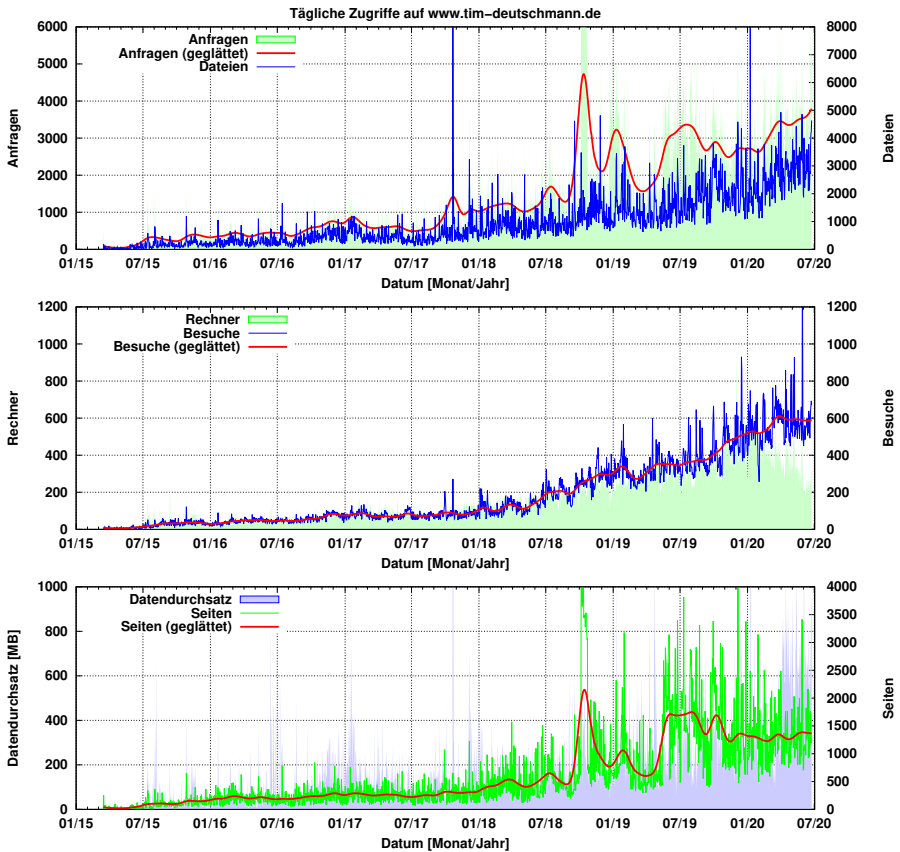 Tägliche Zugriffe auf www.tim-deutschmann.de
6000 8000
Anfragen
Anfragen (geglättet)
Dateien
5000 7000
4000 6000
3000 5000
2000 4000
1000 3000
0 2000
1000
0
Anfragen
Dateien
01/15 07/15 01/16 07/16 01/17 07/17 01/18 07/18 01/19 07/19 01/20 07/20
Datum [Monat/Jahr]
1200 1200
Rechner
Besuche
Besuche (geglättet)
1000 1000
800 800
600 600
400 400
200 200
0 0
Rechner
Besuche
01/15 07/15 01/16 07/16 01/17 07/17 01/18 07/18 01/19 07/19 01/20 07/20
Datum [Monat/Jahr]
1000 4000
Datendurchsatz
Seiten
Seiten (geglättet)
800 3500
600 3000
400 2500
200 2000
0 1500
1000
500
0
Datendurchsatz [MB]
Seiten
01/15 07/15 01/16 07/16 01/17 07/17 01/18 07/18 01/19 07/19 01/20 07/20
Datum [Monat/Jahr]